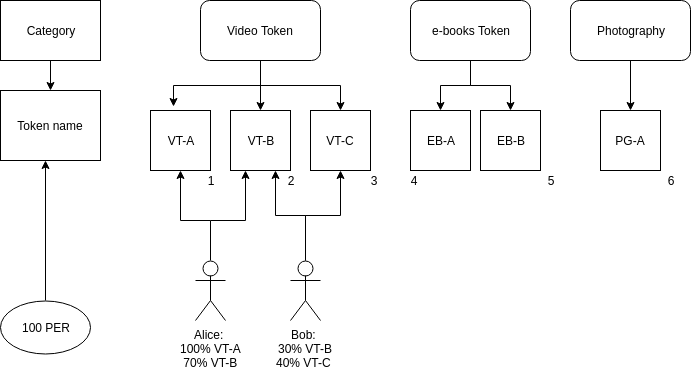 Category
Video Token
e-books Token
Photography
Token name
VT-A
VT-B
VT-C
EB-A
EB-B
PG-A
1
2
3
4
5
6
100 PER
Alice:
100% VT-A
70% VT-B
Bob:
30% VT-B
40% VT-C